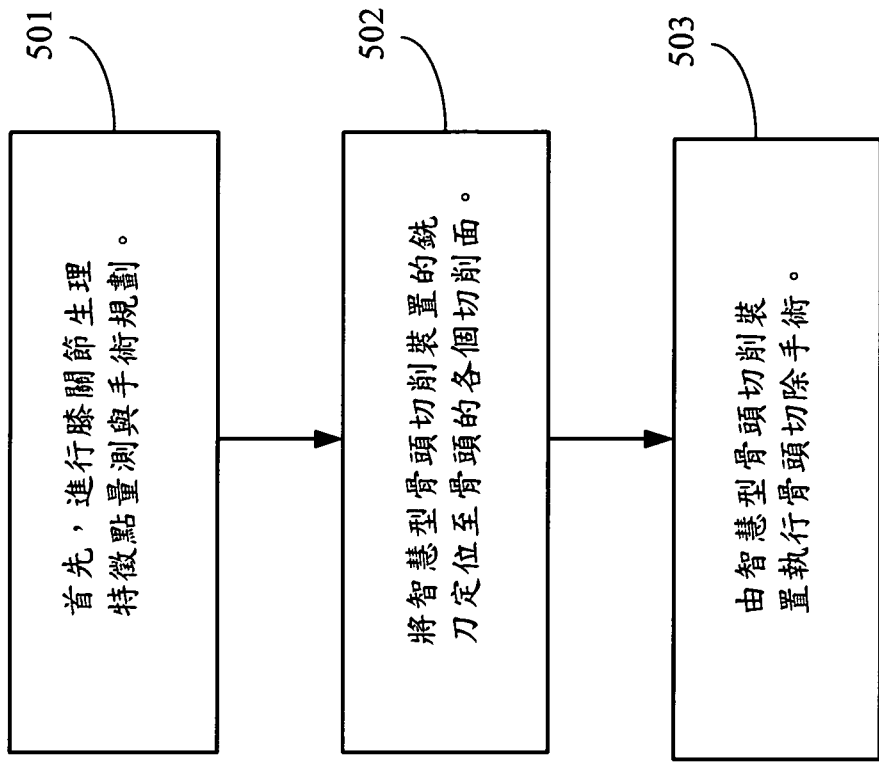 501
首先，進行膝關節生理
特徵點量測與手術規劃。
502
將智慧型骨頭切削裝置的銑
刀定位至骨頭的各個切削面。
503
由智慧型骨頭切削裝
置執行骨頭切除手術。